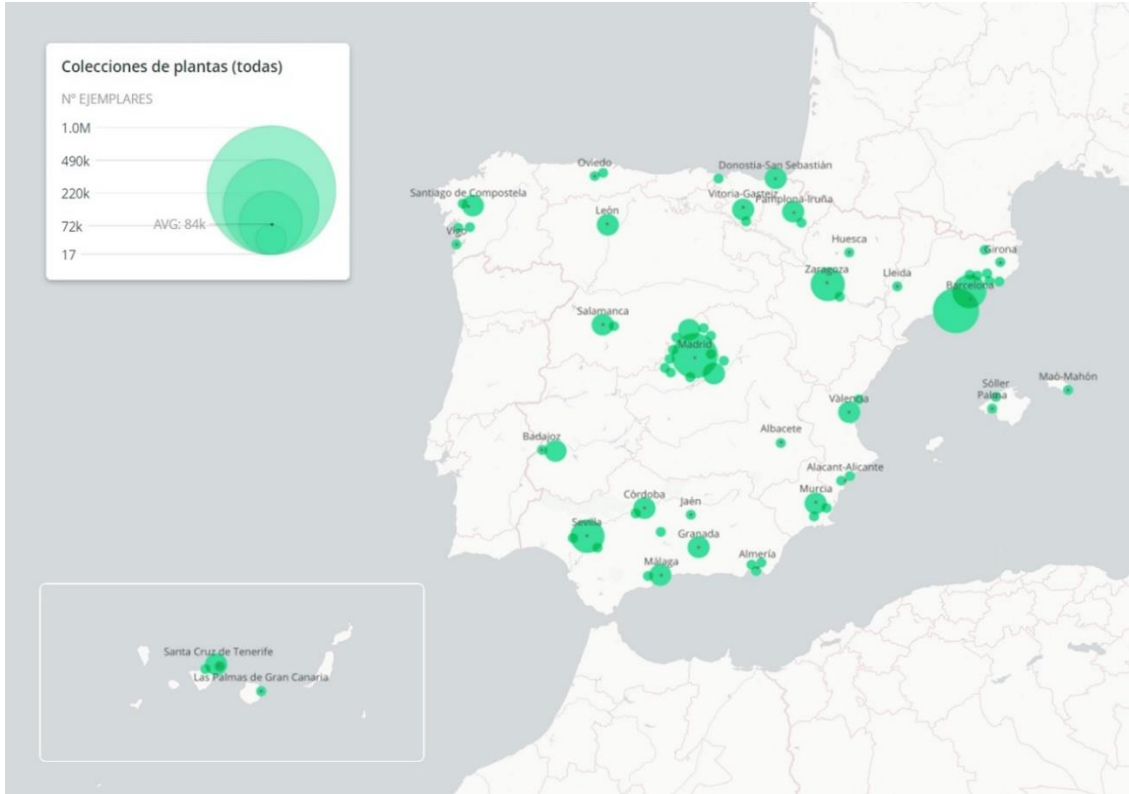 Colecciones de plantas (todas)
Nº EJEMPLARES
1.0M
490k
220k
AVG: 84k
72k
17
Oviedo
Donostia-San Sebastián
Santiago de Compostela
Vitoria-Gasteiz
Pamplona-Iruña
León
Vigo
Huesca
Girona
Zaragoza
Lleida
Barcelona
Salamanca
Madrid
Maó-Mahón
Sóller
Palma
València
Albacete
Badajoz
Alacant-Alicante
Murcia
Córdoba
Jaén
Sevilla
Granada
Málaga
Almería
Santa Cruz de Tenerife
Las Palmas de Gran Canaria